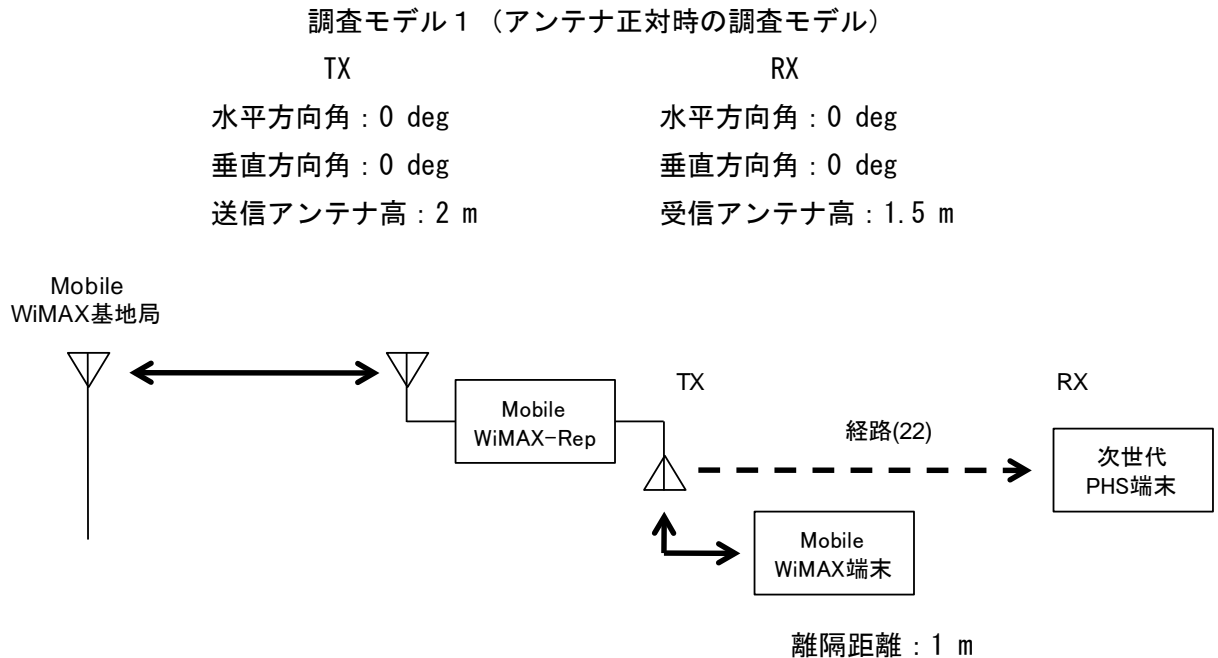 調査モデル１（アンテナ正対時の調査モデル）
TX
RX
水平方向角：0 deg
水平方向角：0 deg
垂直方向角：0 deg
垂直方向角：0 deg
送信アンテナ高：2 m
受信アンテナ高：1.5 m
Mobile
WiMAX基地局
Mobile
WiMAX-Rep
TX
経路(22)
RX
次世代
PHS端末
Mobile
WiMAX端末
離隔距離：1 m